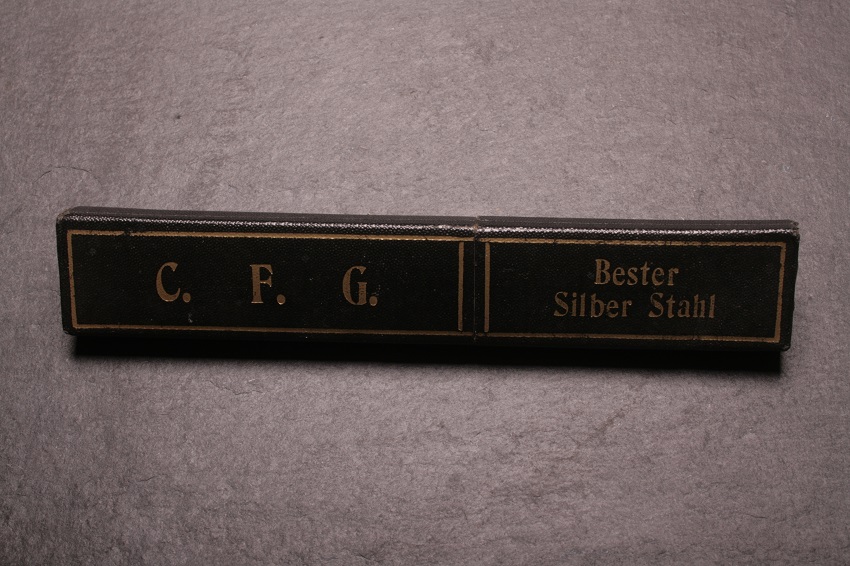 C. F. G.
Bester
Silber Stahl